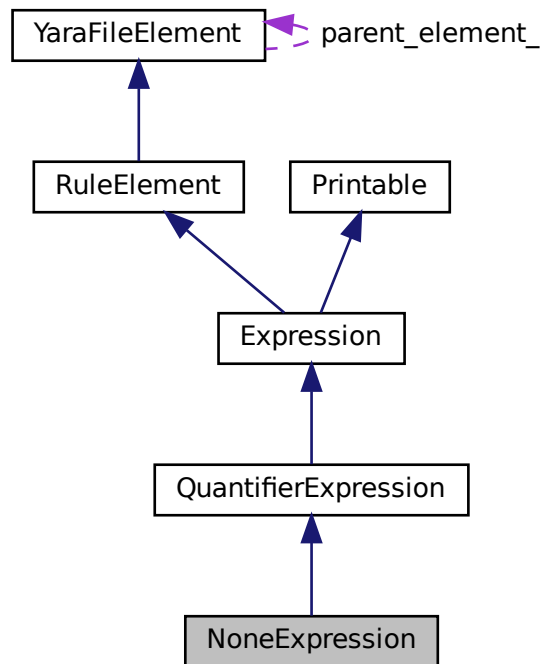 YaraFileElement
parent_element_
RuleElement
Printable
Expression
QuantifierExpression
NoneExpression